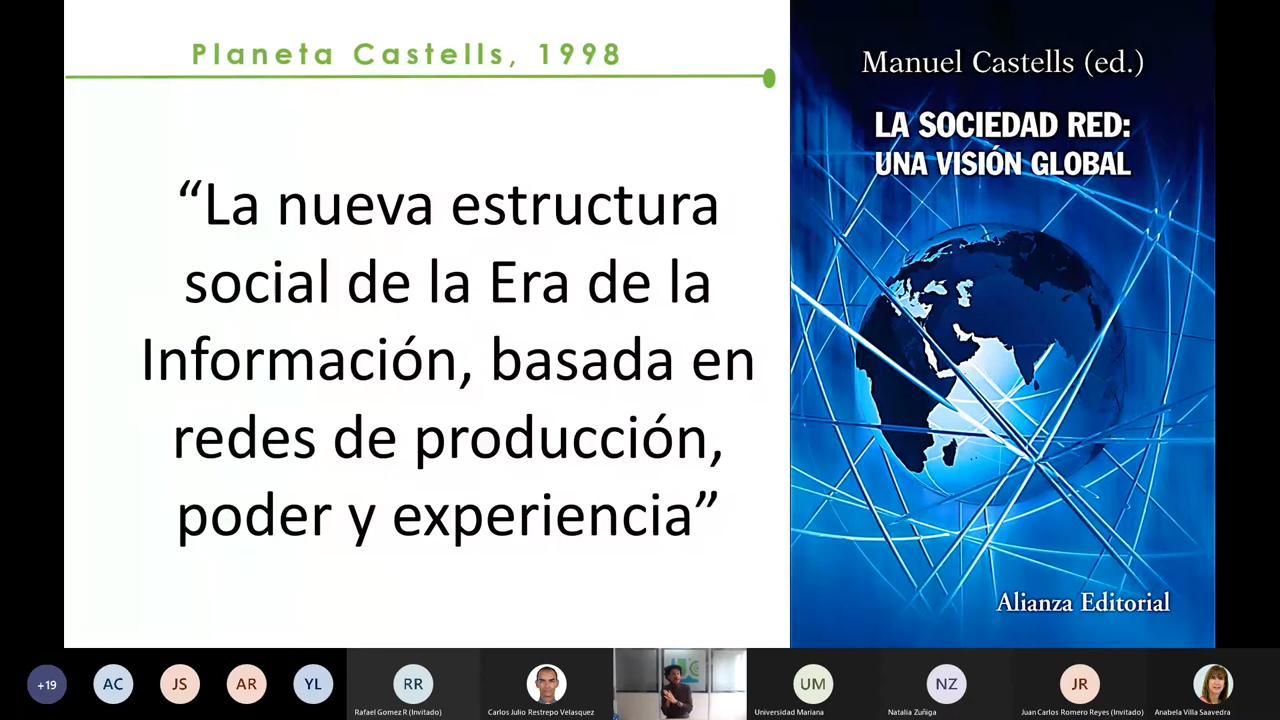 Planeta Castells, 1998
“La nueva estructura
social de la Era de la
Información, basada en
redes de producción,
poder y experiencia”
Manuel Castells (ed.)
LA SOCIEDAD RED:
UNA VISIÓN GLOBAL
Alianza Editorial
+19
AC
JS
AR
YL
RR
Rafael Gomez R (Invitado)
Carlos Julio Restrepo Velasquez
UM
Universidad Mariana
NZ
Natalia Zuñiga
JR
Juan Carlos Romero Reyes (Invitado)
Anabela Villa Saavedra